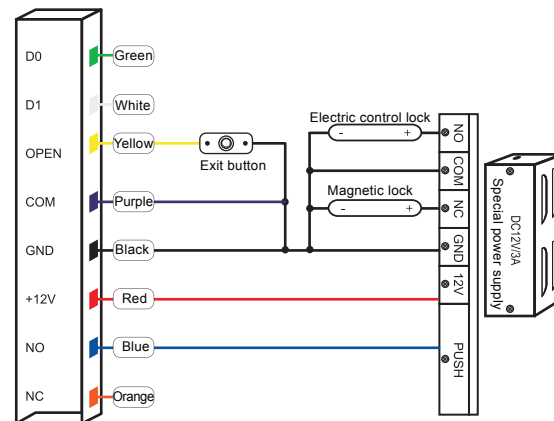 D0 Green
D1 White
OPEN Yellow
Exit button
COM Purple
GND Black
+12V Red
NO Blue
NC Orange
Electric control lock
- +
Magnetic lock
- +
NO
COM
NC
GND
12V
PUSH
DC12V/3A
Special power supply